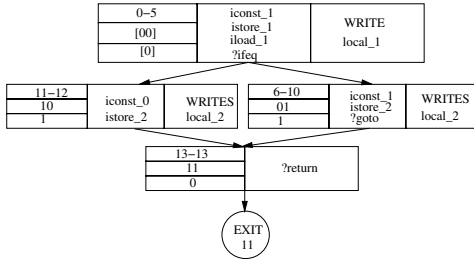 0−5
[00]
[0]
iconst_1
istore_1
iload_1
?ifeq
WRITE
local_1
11−12
10
1
iconst_0
istore_2
WRITES
local_2
6−10
01
1
iconst_1
istore_2
?goto
WRITES
local_2
13−13
11
0
?return
EXIT
11